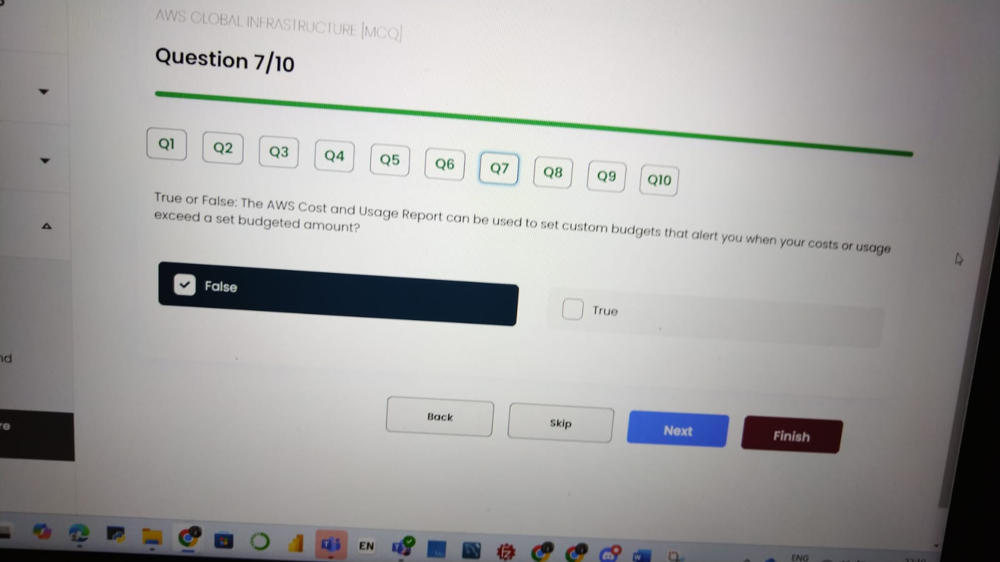 AWS GLOBAL INFRASTRUCTURE [MCQ]
Question 7/10
Q1
Q2
Q3
Q4
Q5
Q6
Q7
Q8
Q9
Q10
True or False: The AWS Cost and Usage Report can be used to set custom budgets that alert you when your costs or usage
exceed a set budgeted amount?
False
True
nd
re
Back
Skip
Next
Finish
EN
ENG